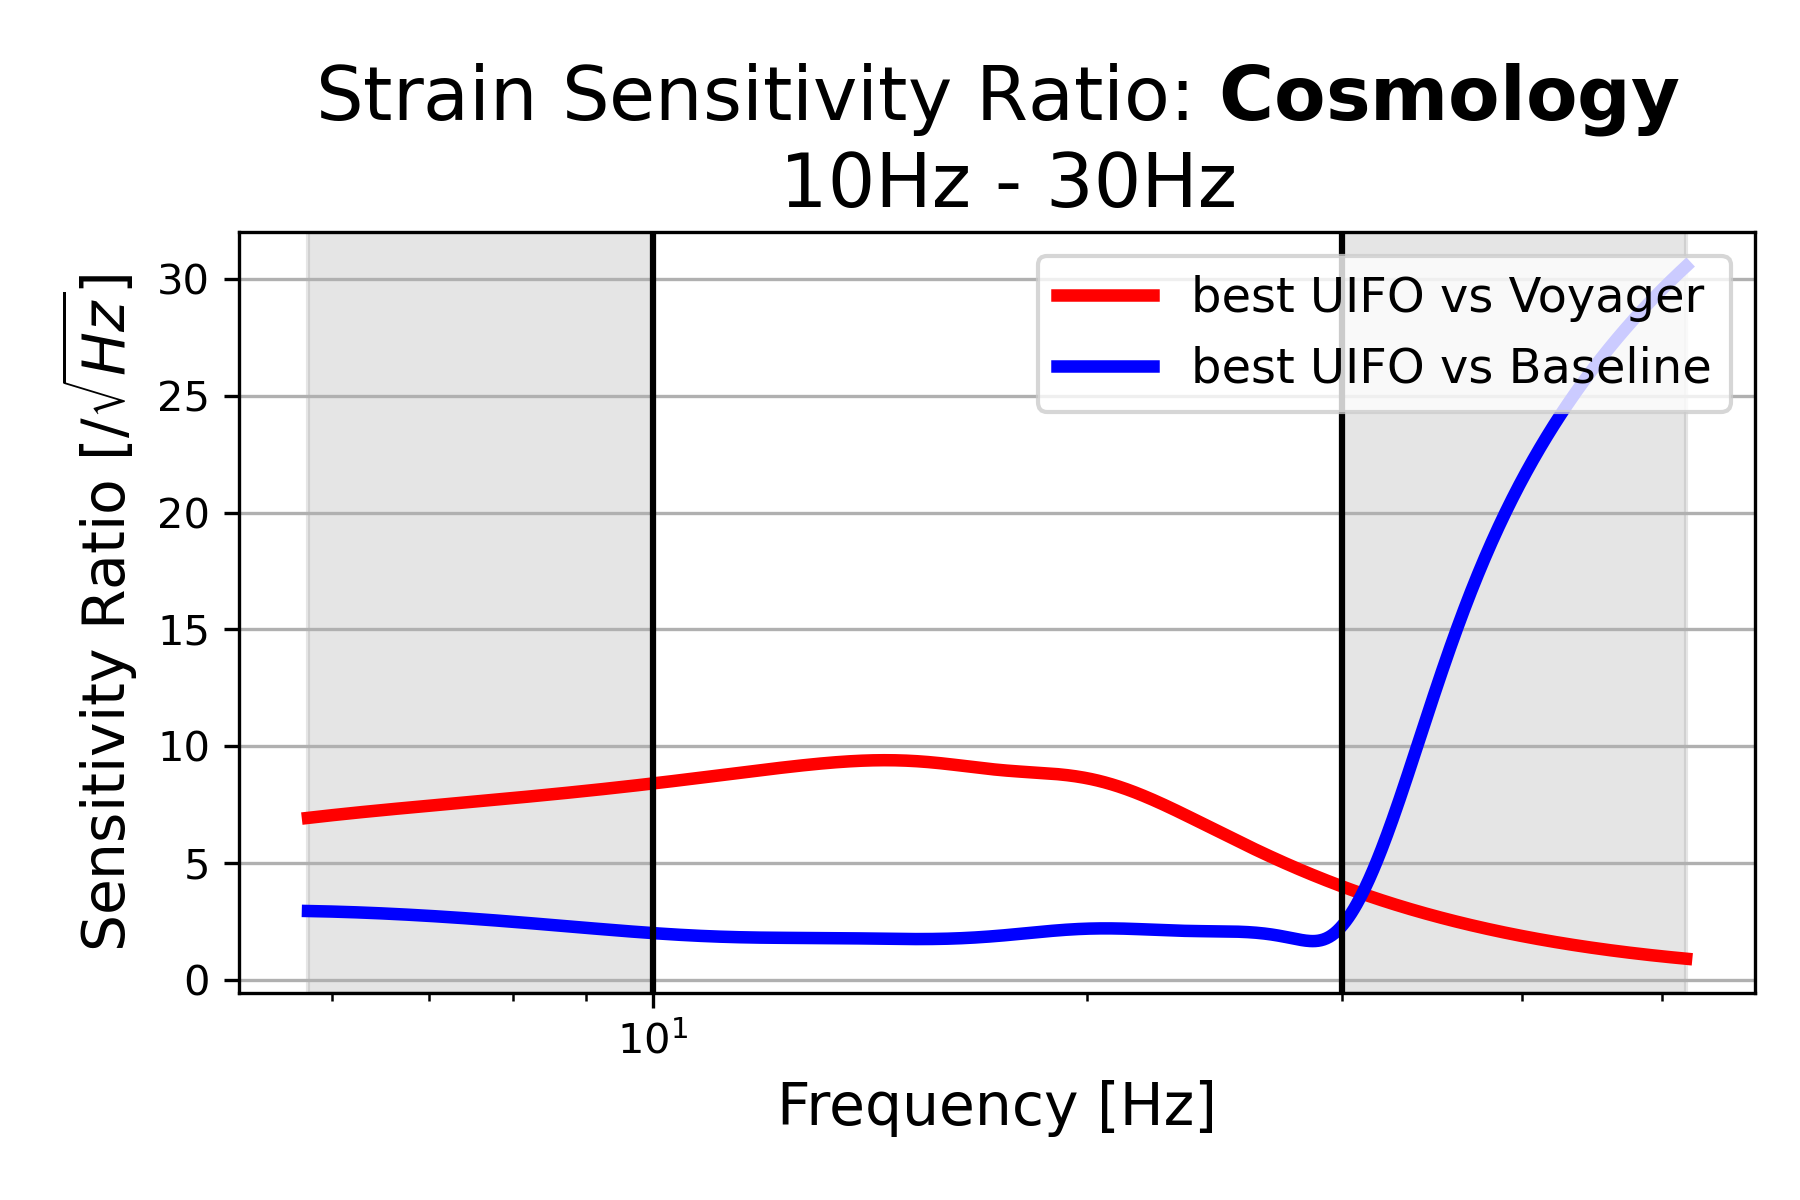 Strain Sensitivity Ratio: Cosmology
10Hz - 30Hz
Sensitivity Ratio [/√Hz]
30
25
20
15
10
5
0
best UIFO vs Voyager
best UIFO vs Baseline
10¹
Frequency [Hz]